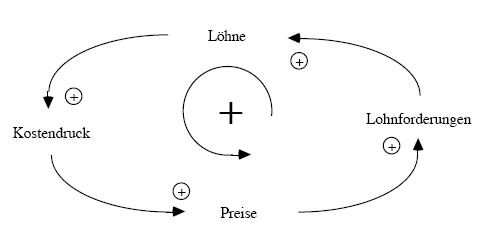 Löhne
+
+
+
Kostendruck
Lohnforderungen
+
+
Preise